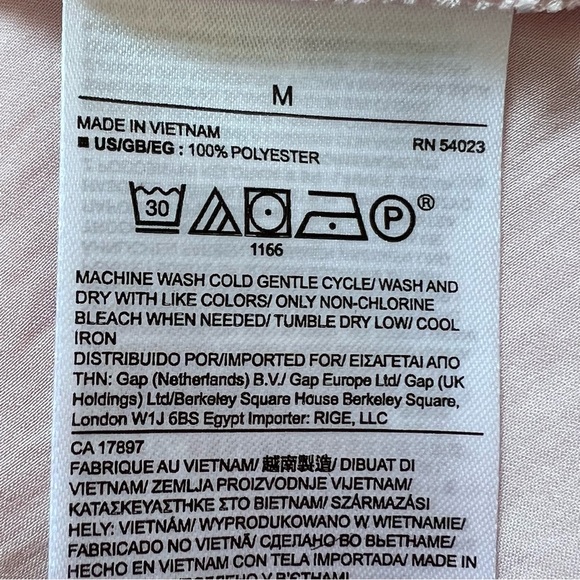 M
MADE IN VIETNAM RN 54023
■ US/GB/EG : 100% POLYESTER
30 P ®
1166
MACHINE WASH COLD GENTLE CYCLE/ WASH AND
DRY WITH LIKE COLORS/ ONLY NON-CHLORINE
BLEACH WHEN NEEDED/ TUMBLE DRY LOW/ COOL
IRON
DISTRIBUIDO POR/IMPORTED FOR/ ΕΙΣΑΓΕΤΑΙ ΑΠΟ
ΤΗΝ: Gap (Netherlands) B.V./ Gap Europe Ltd/ Gap (UK
Holdings) Ltd/Berkeley Square House Berkeley Square,
London W1J 6BS Egypt Importer: RIGE, LLC
CA 17897
FABRIQUE AU VIETNAM/ 越南製造/ DIBUAT DI
VIETNAM/ ZEMLJA PROIZVODNJE VIJETNAM/
ΚΑΤΑΣΚΕΥΑΣΤΗΚΕ ΣΤΟ ΒΙΕΤΝΑΜ/ SZÁRMAZÁSI
HELY: VIETNÁM/ WYPRODUKOWANO W WIETNAMIE/
FABRICADO NO VIETNÃ/ СДЕЛАНО ВО ВЬЕТНАМЕ/
HECHO EN VIETNAM CON TELA IMPORTADA/ MADE IN